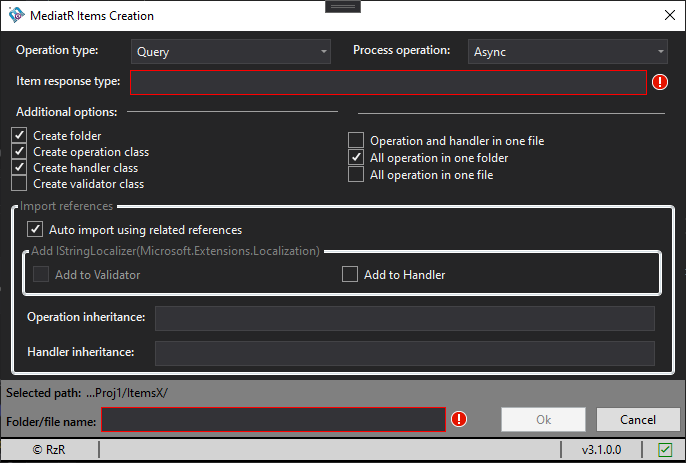 MediatR Items Creation
Operation type: Query Process operation: Async
Item response type:
Additional options:
Create folder
Create operation class
Create handler class
Create validator class
Operation and handler in one file
All operation in one folder
All operation in one file
Import references
Auto import using related references
Add IStringLocalizer(Microsoft.Extensions.Localization)
Add to Validator Add to Handler
Operation inheritance:
Handler inheritance:
Selected path: ...Proj1/ItemsX/
Folder/file name: Ok Cancel
© RzR v3.1.0.0